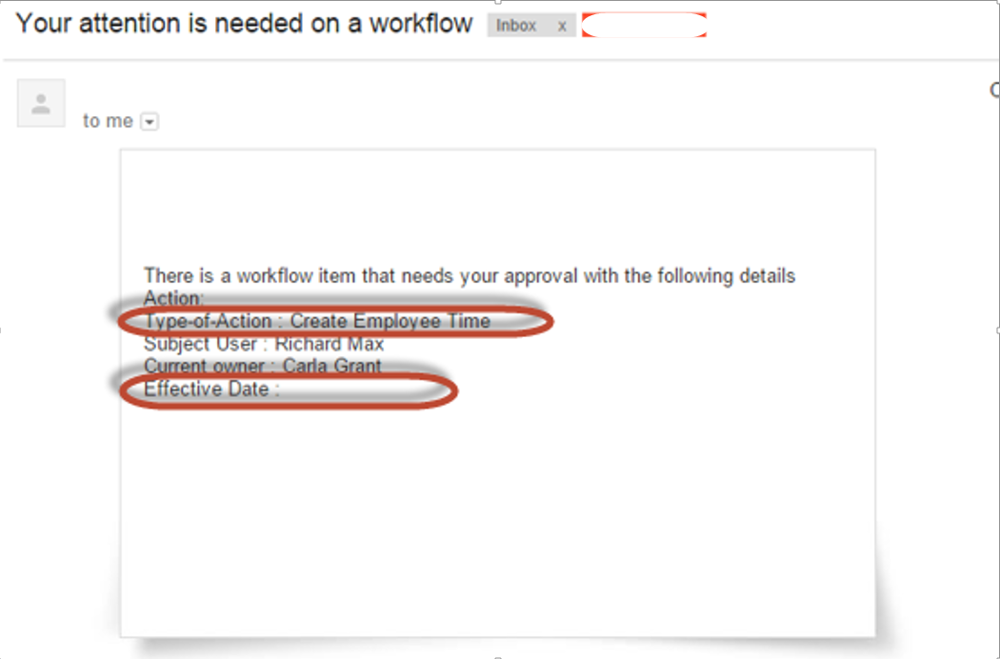 Your attention is needed on a workflow Inbox x
to me
There is a workflow item that needs your approval with the following details
Action:
Type-of-Action : Create Employee Time
Subject User : Richard Max
Current owner : Carla Grant
Effective Date :